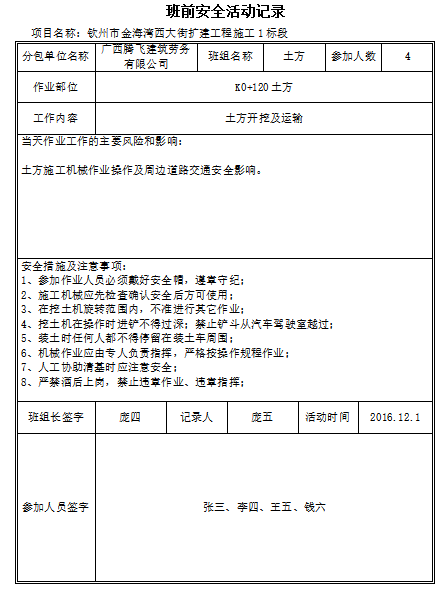 班前安全活动记录
项目名称：钦州市金海湾西大街扩建工程施工1标段
分包单位名称 广西腾飞建筑劳务有限公司 班组名称 土方 参加人数 4
作业部位 K0+120土方
工作内容 土方开挖及运输
当天作业工作的主要风险和影响：
土方施工机械作业操作及周边道路交通安全影响。
安全措施及注意事项：
1、参加作业人员必须戴好安全帽，遵章守纪；
2、施工机械应先检查确认安全后方可使用；
3、在挖土机旋转范围内，不准进行其它作业；
4、挖土机在操作时进铲不得过深；禁止铲斗从汽车驾驶室越过；
5、装土时任何人都不得停留在装土车周围；
6、机械作业应由专人负责指挥，严格按操作规程作业；
7、人工协助清基时应注意安全；
8、严禁酒后上岗，禁止违章作业、违章指挥；
班组长签字 庞四 记录人 庞五 活动时间 2016.12.1
参加人员签字 张三、李四、王五、钱六